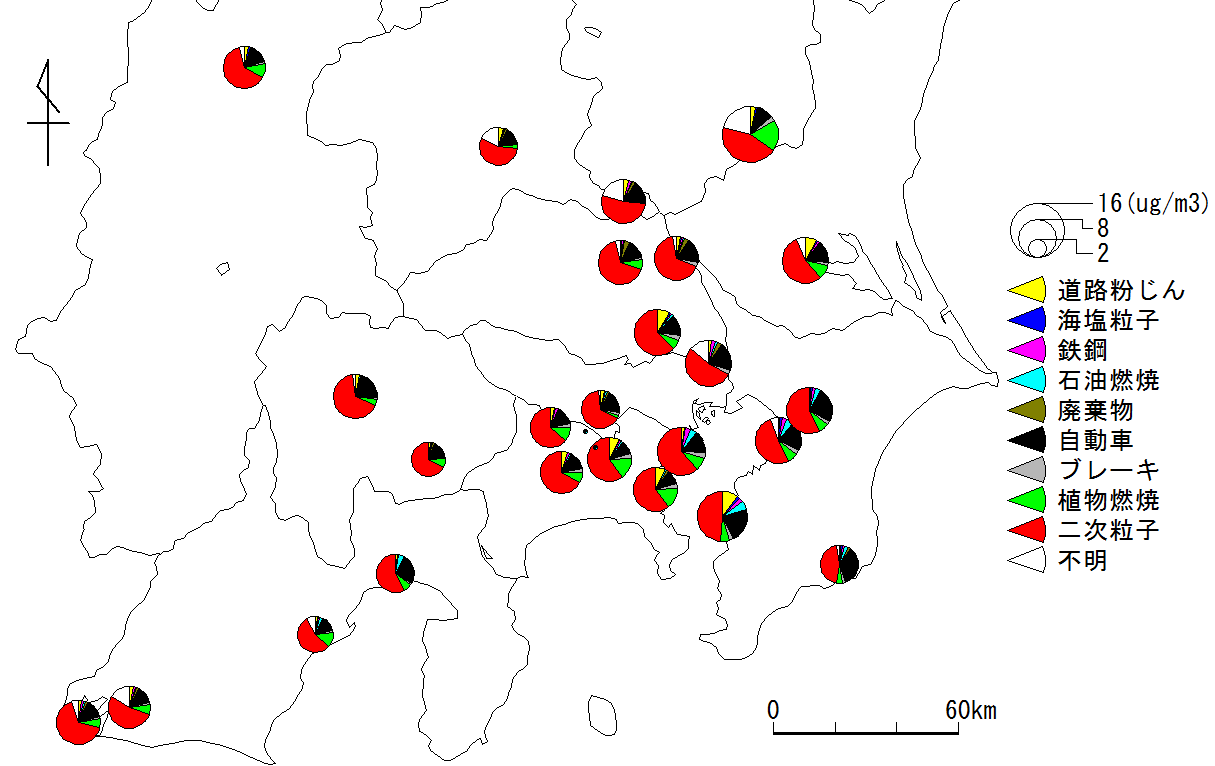 16(ug/m3)
8
2
道路粉じん
海塩粒子
鉄鋼
石油燃焼
廃棄物
自動車
ブレーキ
植物燃焼
二次粒子
不明
0 60km